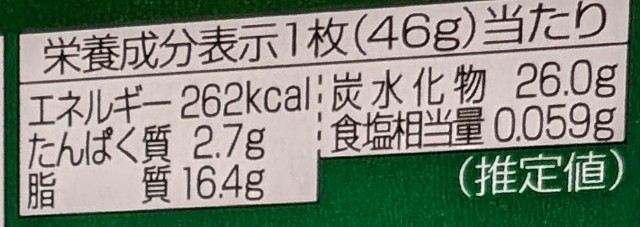 栄養成分表示1枚(46g)当たり
エネルギー 262kcal
たんぱく質 2.7g
脂質 16.4g
炭水化物 26.0g
食塩相当量 0.059g
(推定値)